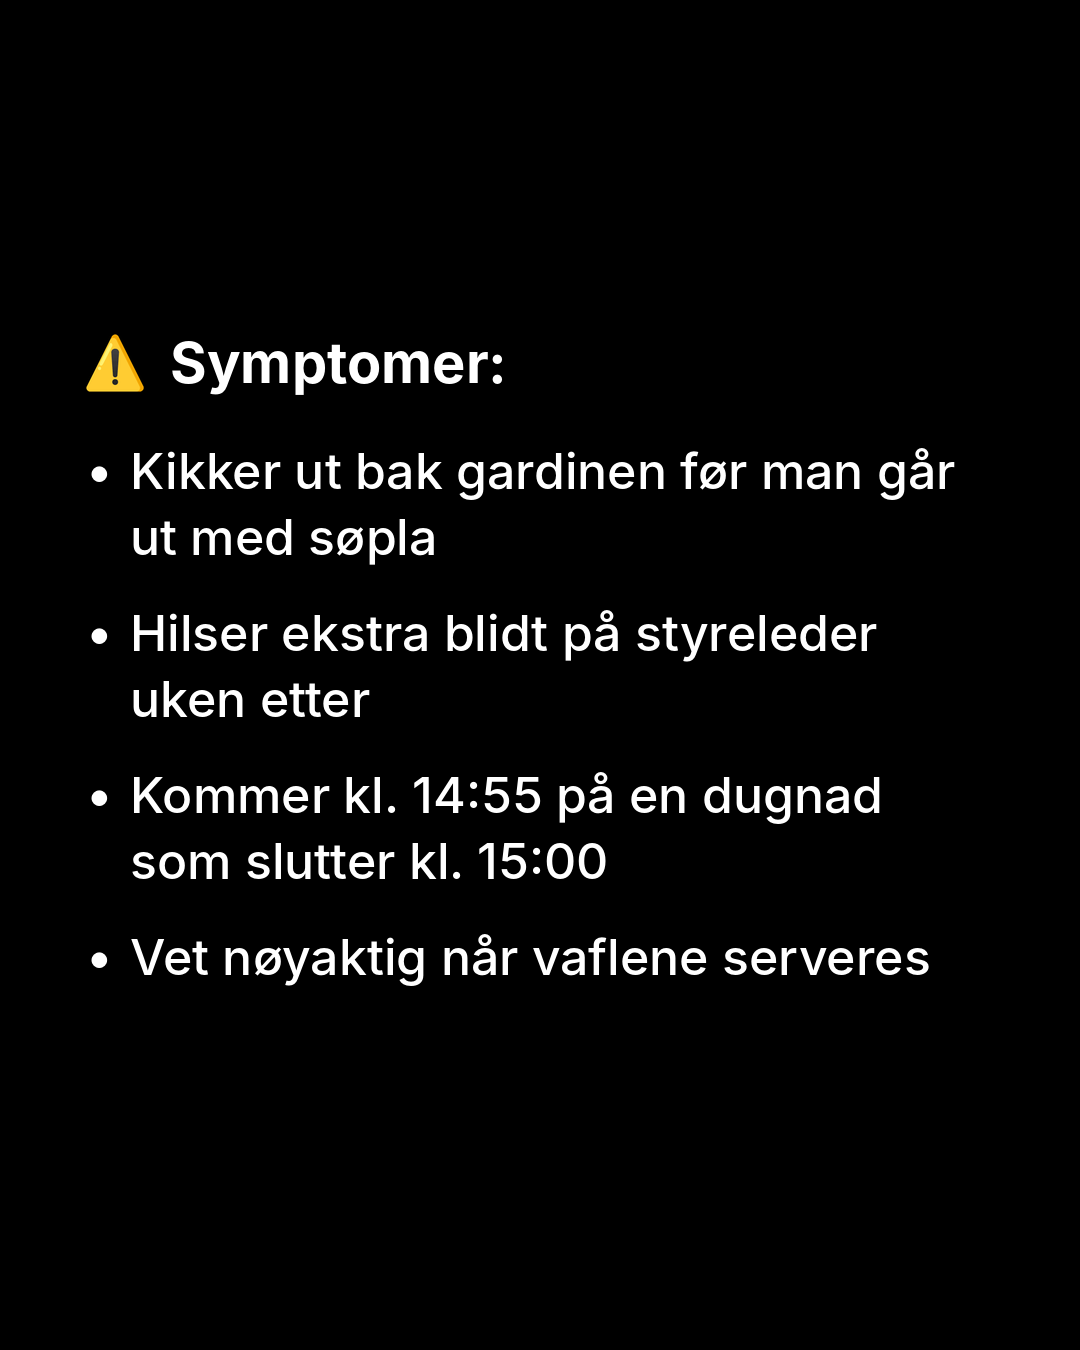 ⚠️ Symptomer:
• Kikker ut bak gardinen før man går
ut med søpla
• Hilser ekstra blidt på styreleder
uken etter
• Kommer kl. 14:55 på en dugnad
som slutter kl. 15:00
• Vet nøyaktig når vaflene serveres